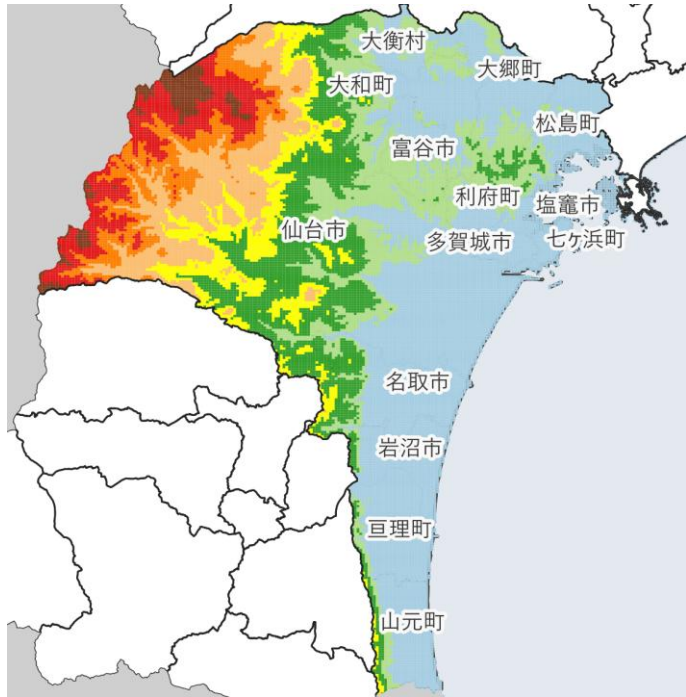 大衡村
大郷町
大和町
松島町
富谷市
利府町
塩竈市
仙台市
多賀城市
七ヶ浜町
名取市
岩沼市
亘理町
山元町